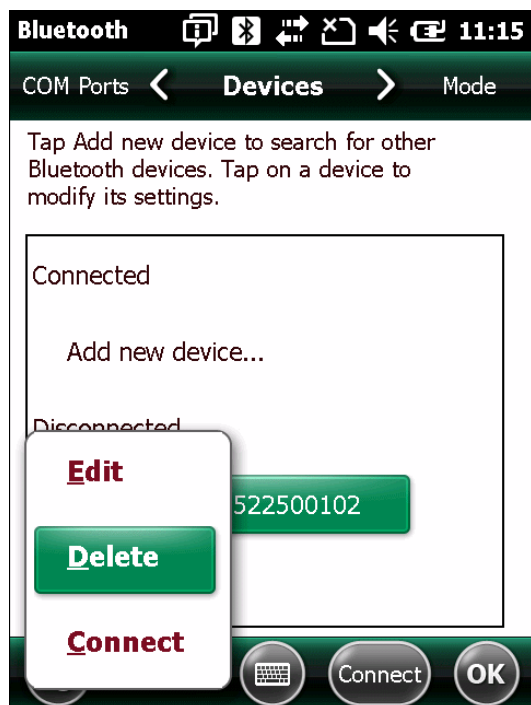 Bluetooth 11:15
COM Ports Devices Mode
Tap Add new device to search for other
Bluetooth devices. Tap on a device to
modify its settings.
Connected
Add new device...
Disconnected
522500102
Edit
Delete
Connect
Connect OK